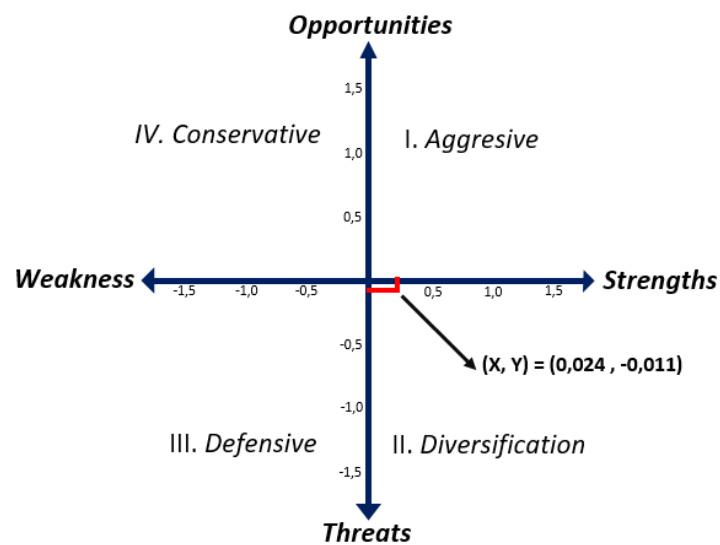 Opportunities
1,5
IV. Conservative
I. Aggresive
1,0
0,5
Weakness
Strengths
-1,5
-1,0
-0,5
0,5
1,0
1,5
-0,5
(X, Y) = (0,024 , -0,011)
-1,0
III. Defensive
II. Diversification
-1,5
Threats